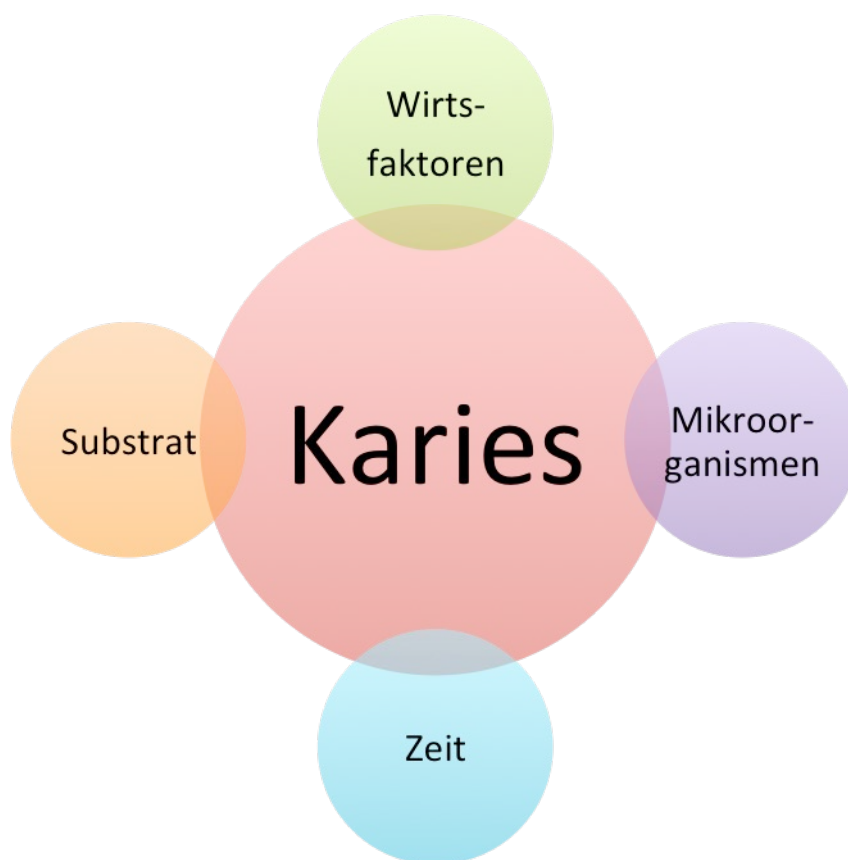 Wirts-
faktoren
Substrat
Karies
Mikroor-
ganismen
Zeit